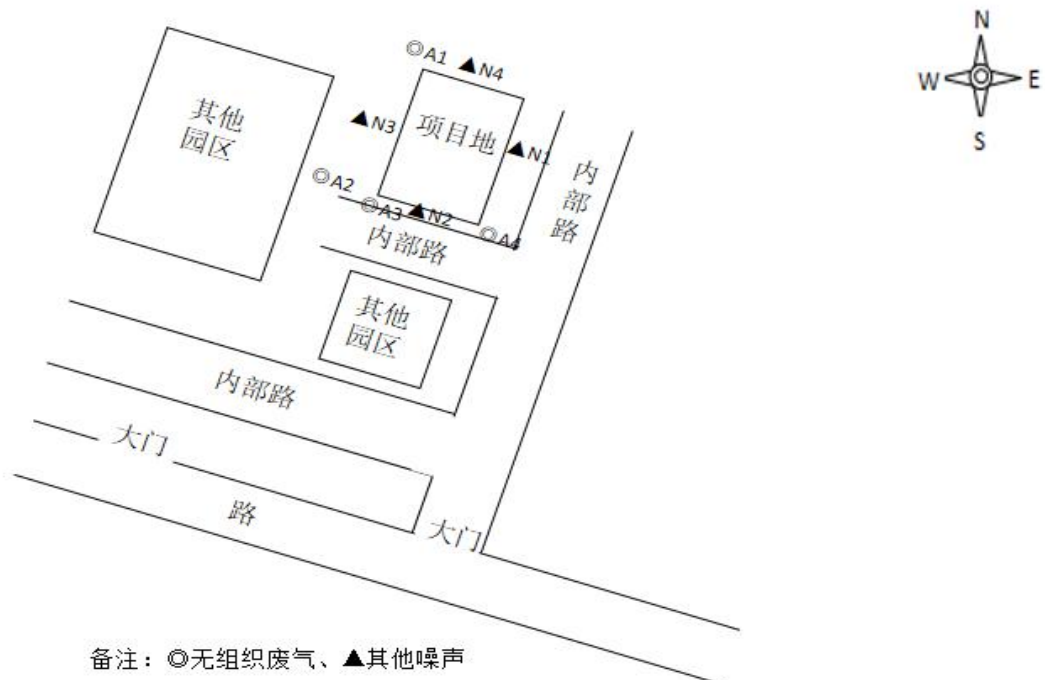 N
W E
S
◎A1 ▲N4
其他
园区
▲N3
项目地
▲N1
内
部
路
◎A2
◎A3 ▲N2
◎A4
内部路
其他
园区
内部路
大门
路
大门
备注：◎无组织废气、▲其他噪声